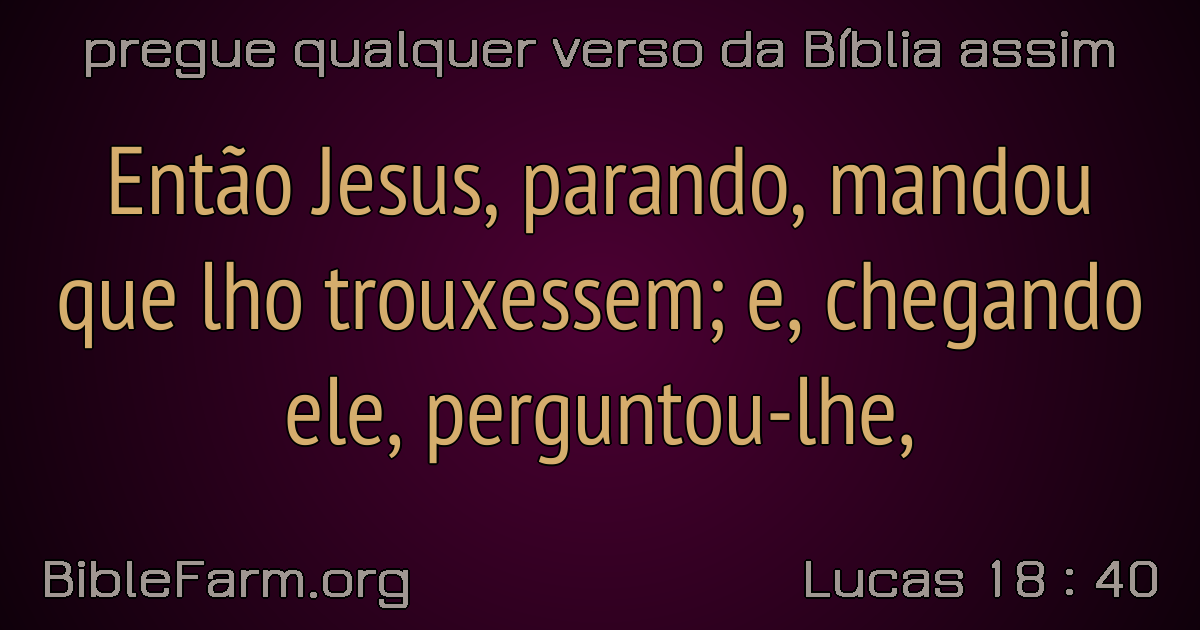 pregue qualquer verso da Bíblia assim
Então Jesus, parando, mandou
que lho trouxessem; e, chegando
ele, perguntou-lhe,
BibleFarm.org
Lucas 18 : 40